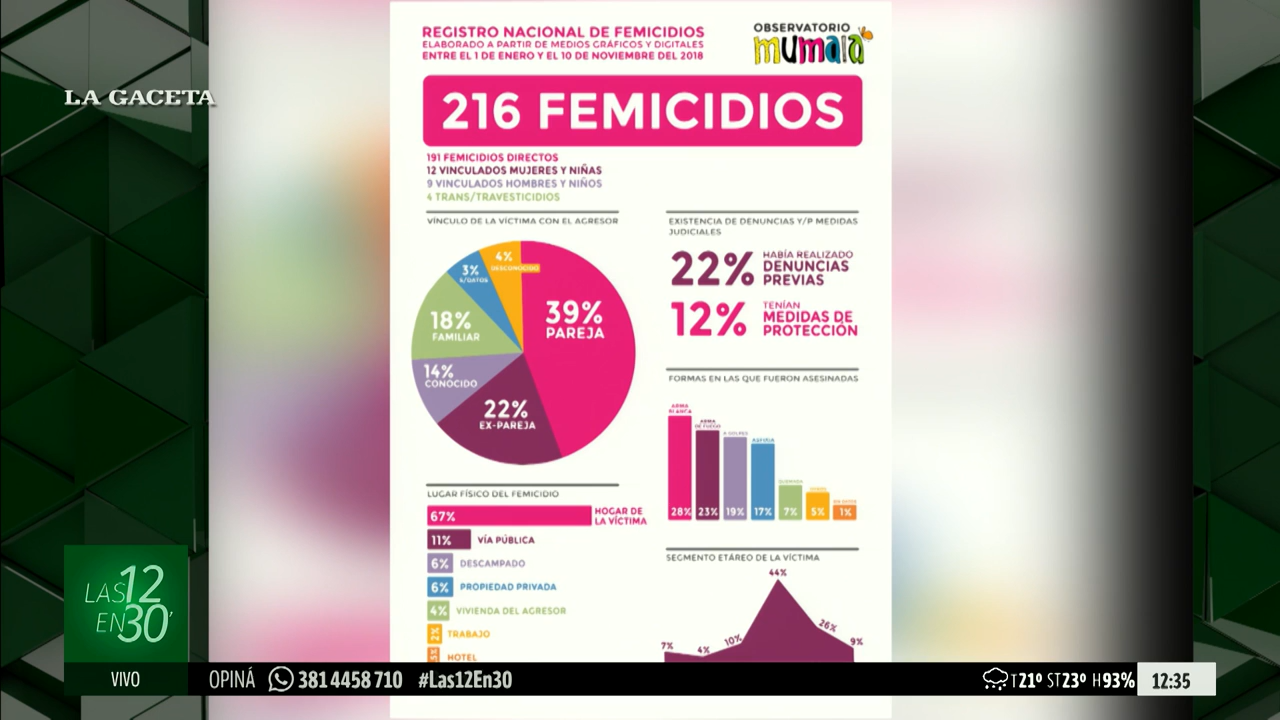 REGISTRO NACIONAL DE FEMICIDIOS
ELABORADO A PARTIR DE MEDIOS GRÁFICOS Y DIGITALES
ENTRE EL 1 DE ENERO Y EL 10 DE NOVIEMBRE DEL 2018
OBSERVATORIO
mumala
LA GACETA
216 FEMICIDIOS
191 FEMICIDIOS DIRECTOS
12 VINCULADOS MUJERES Y NIÑAS
9 VINCULADOS HOMBRES Y NIÑOS
4 TRANS/TRAVESTICIDIOS
VÍNCULO DE LA VÍCTIMA CON EL AGRESOR
4%
DESCONOCIDO
3%
S/DATOS
39%
PAREJA
18%
FAMILIAR
14%
CONOCIDO
22%
EX-PAREJA
EXISTENCIA DE DENUNCIAS Y/P MEDIDAS
JUDICIALES
22% HABÍA REALIZADO
DENUNCIAS
PREVIAS
12% TENÍAN
MEDIDAS DE
PROTECCIÓN
FORMAS EN LAS QUE FUERON ASESINADAS
ARMA
BLANCA
ARMA
DE FUEGO
28% 23% 19% 17% 7% 5% 1%
LUGAR FÍSICO DEL FEMICIDIO
67% HOGAR DE
LA VÍCTIMA
11% VÍA PÚBLICA
6% DESCAMPADO
6% PROPIEDAD PRIVADA
4% VIVIENDA DEL AGRESOR
2% TRABAJO
HOTEL
SEGMENTO ETÁREO DE LA VÍCTIMA
44%
7% 4% 10% 26% 9%
LAS 12
EN 30'
VIVO
OPINÁ 381 4458 710 #Las12En30
T21º ST23º H93% 12:35